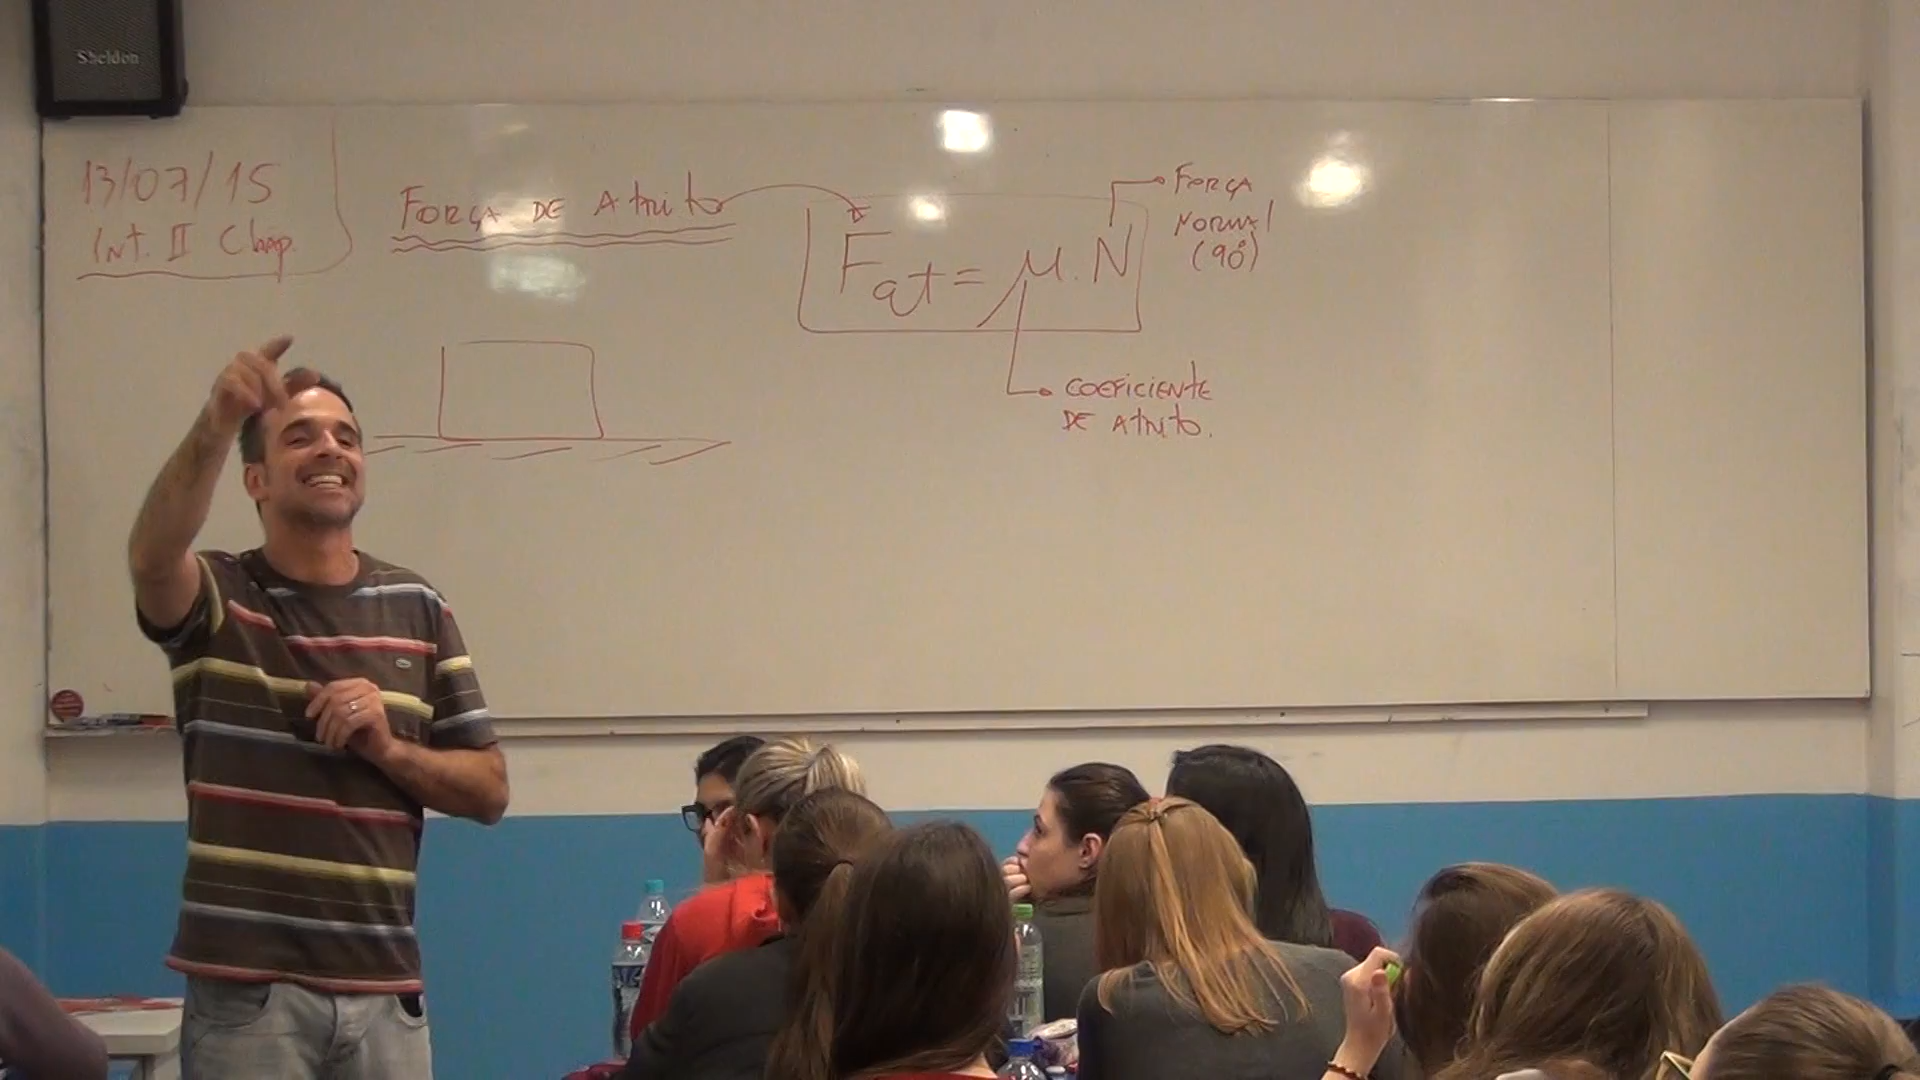 Sheldon
13/07/15
Int. II Chap.
FORÇA DE Atrito
Fat = μ.N
FORÇA
NORMAL
(90°)
COEFICIENTE
DE Atrito.